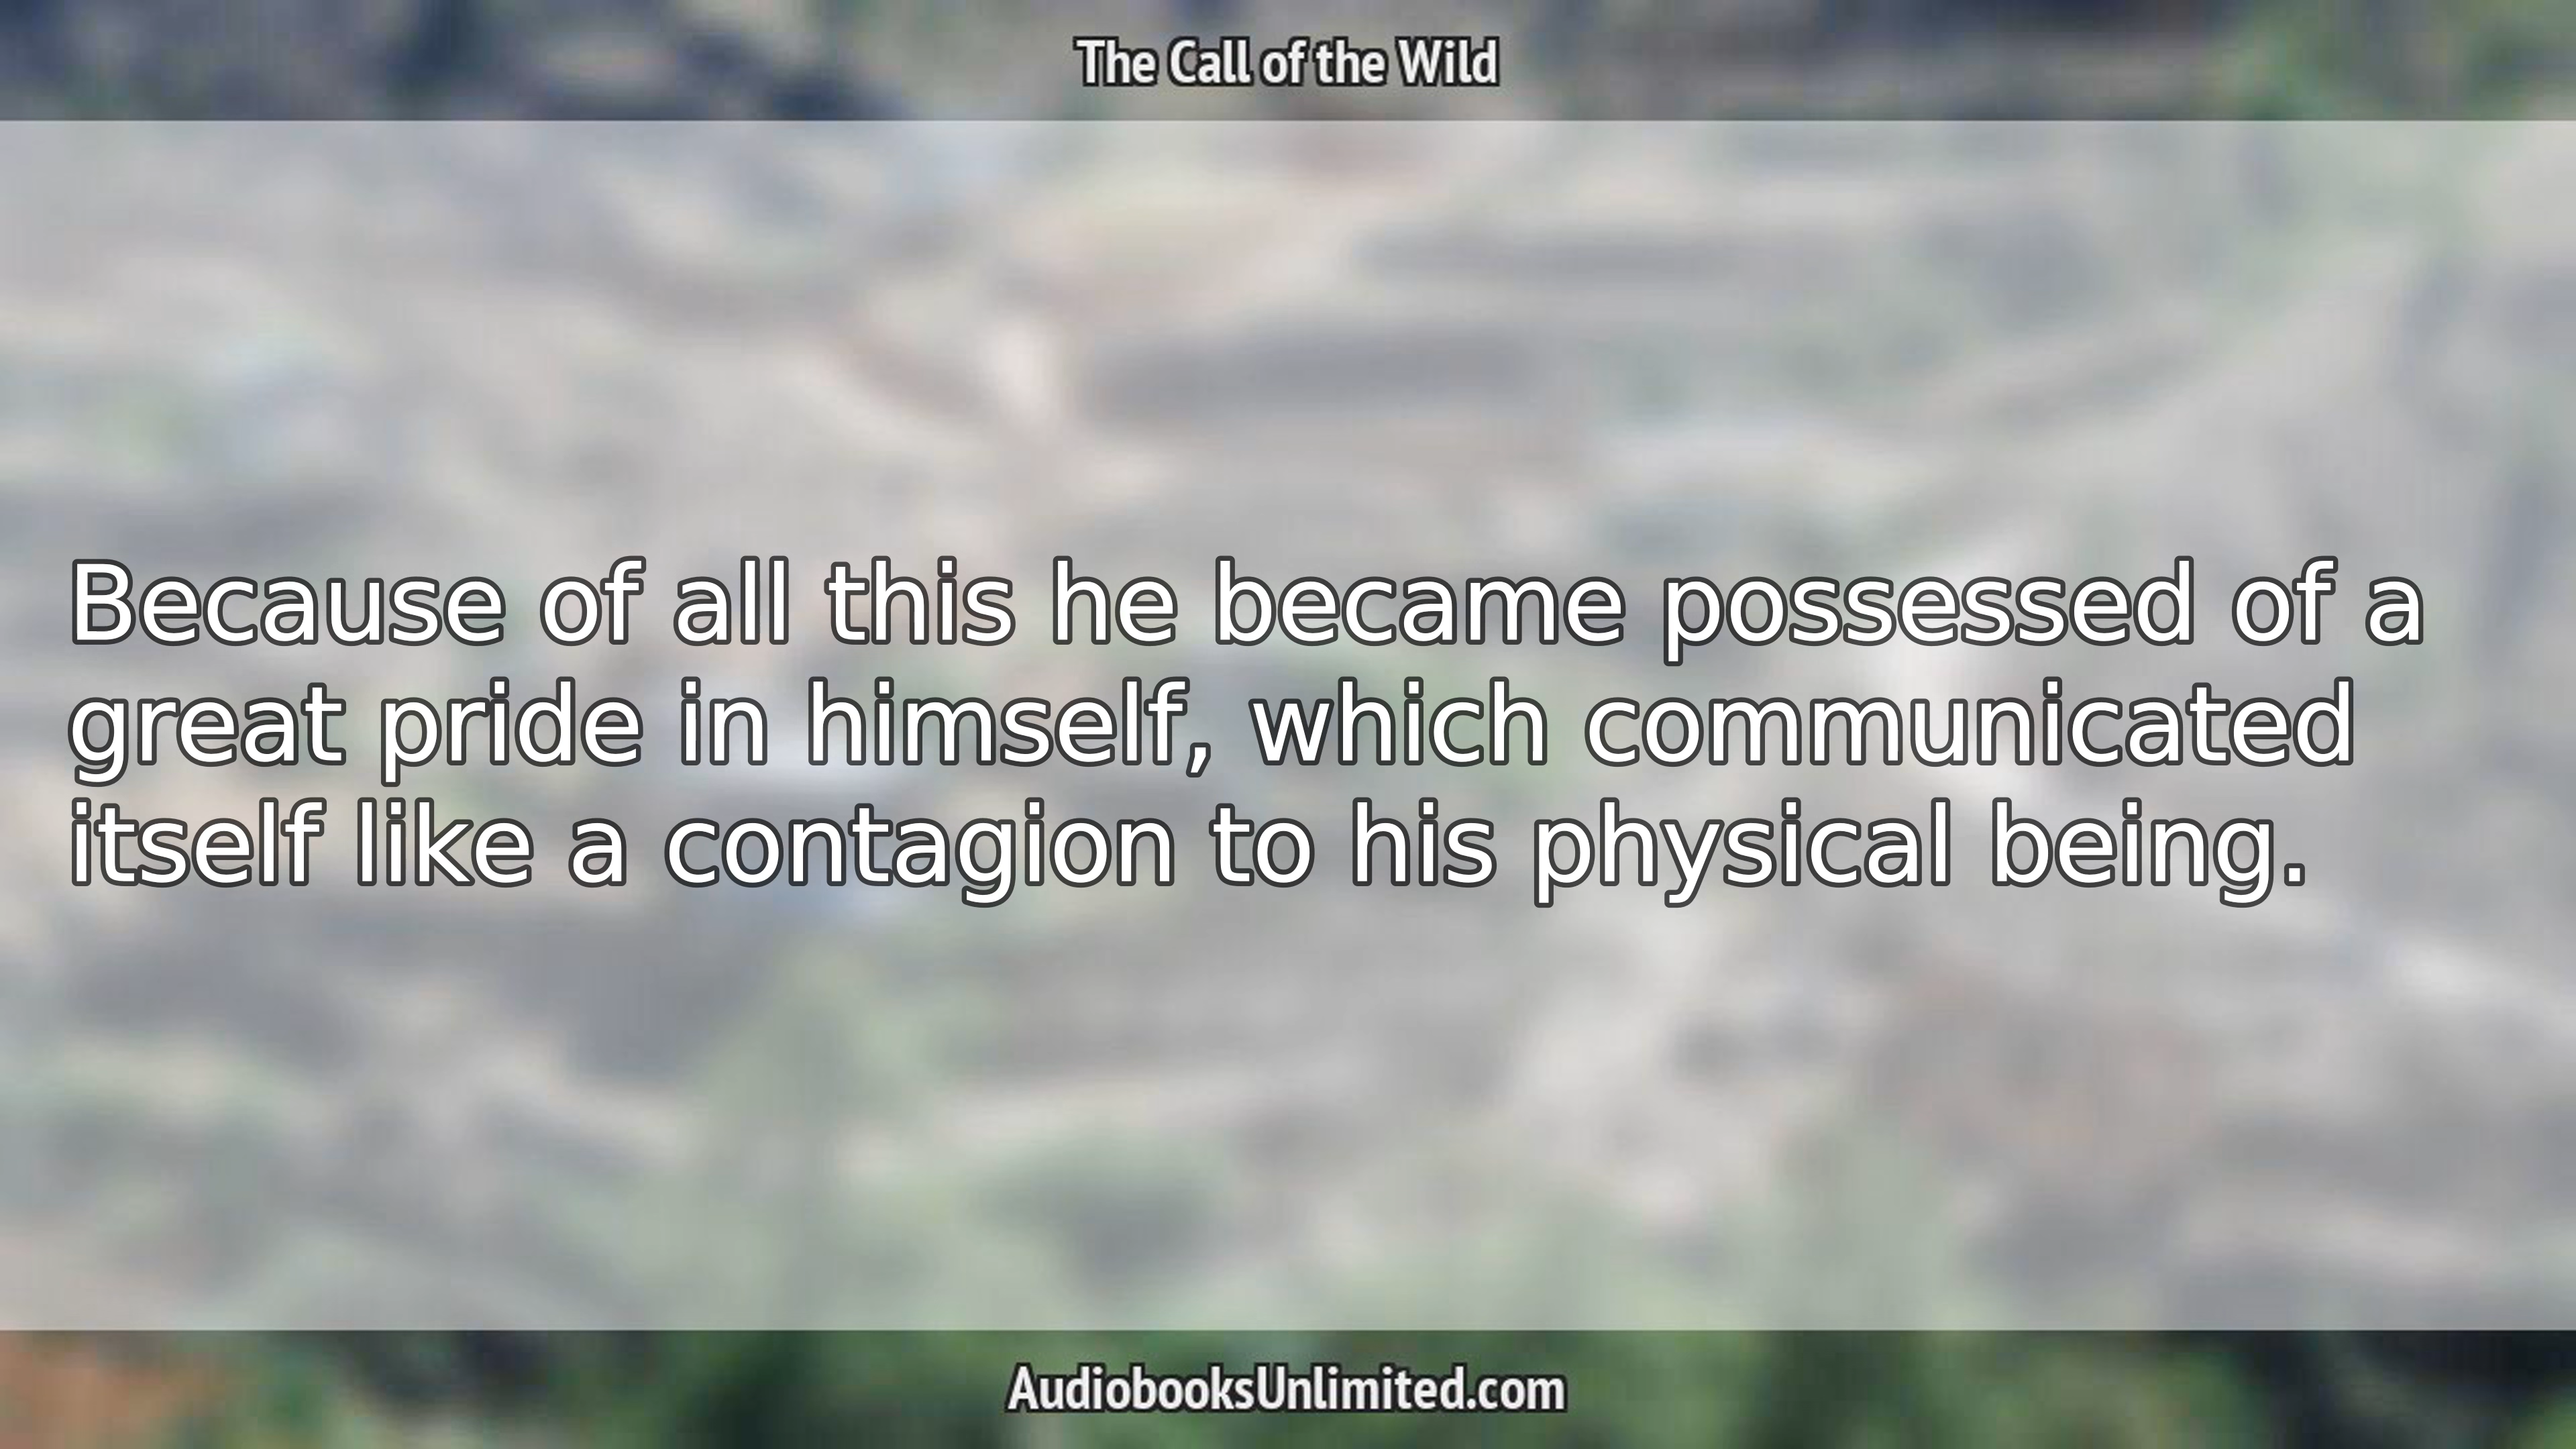 The Call of the Wild
Because of all this he became possessed of a
great pride in himself, which communicated
itself like a contagion to his physical being.
AudiobooksUnlimited.com